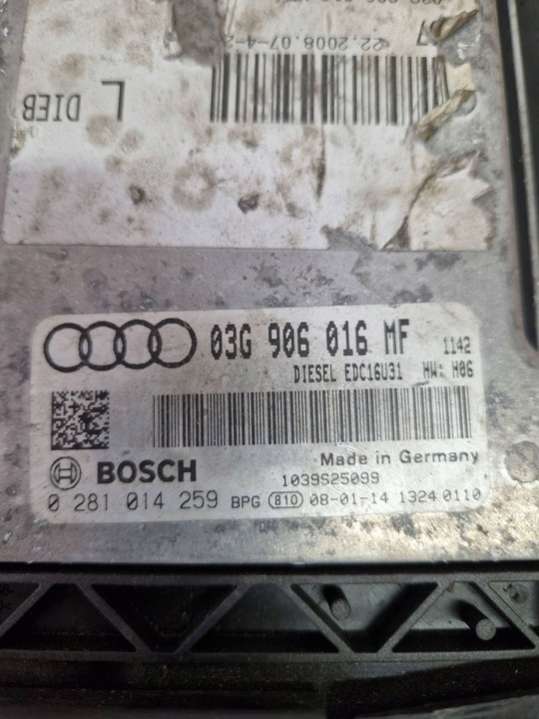 22.2008.07-4-2
L DIEB
03G 906 016 MF 1142
DIESEL EDC16U31 HW: H06
BOSCH
Made in Germany
1039S25099
0 281 014 259 BPG 810 08-01-14 1324 0110